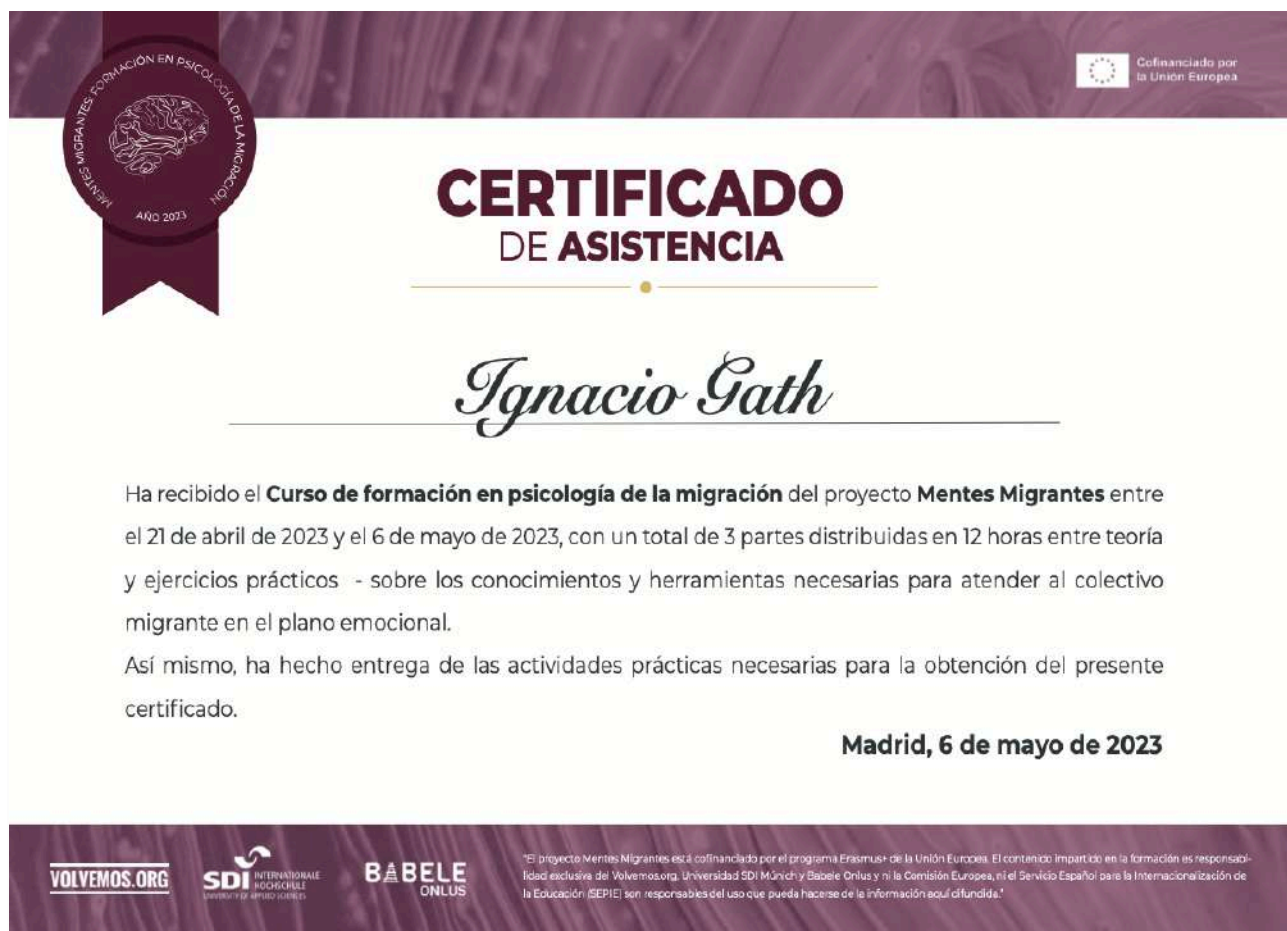 MENTES MIGRANTES: FORMACIÓN EN PSICOLOGÍA DE LA MIGRACIÓN
AÑO 2023
Cofinanciado por
la Unión Europea
CERTIFICADO
DE ASISTENCIA
Ignacio Gath
Ha recibido el Curso de formación en psicología de la migración del proyecto Mentes Migrantes entre
el 21 de abril de 2023 y el 6 de mayo de 2023, con un total de 3 partes distribuidas en 12 horas entre teoría
y ejercicios prácticos - sobre los conocimientos y herramientas necesarias para atender al colectivo
migrante en el plano emocional.
Así mismo, ha hecho entrega de las actividades prácticas necesarias para la obtención del presente
certificado.
Madrid, 6 de mayo de 2023
VOLVEMOS.ORG
SDI INTERNATIONALE
HOCHSCHULE
UNIVERSITY OF APPLIED SCIENCES
BABELE
ONLUS
"El proyecto Mentes Migrantes está cofinanciado por el programa Erasmus+ de la Unión Europea. El contenido impartido en la formación es responsabi-
lidad exclusiva del Volvemos.org, Universidad SDI Múnich y Babele Onlus y ni la Comisión Europea, ni el Servicio Español para la Internacionalización de
la Educación (SEPIE) son responsables del uso que pueda hacerse de la información aquí difundida."